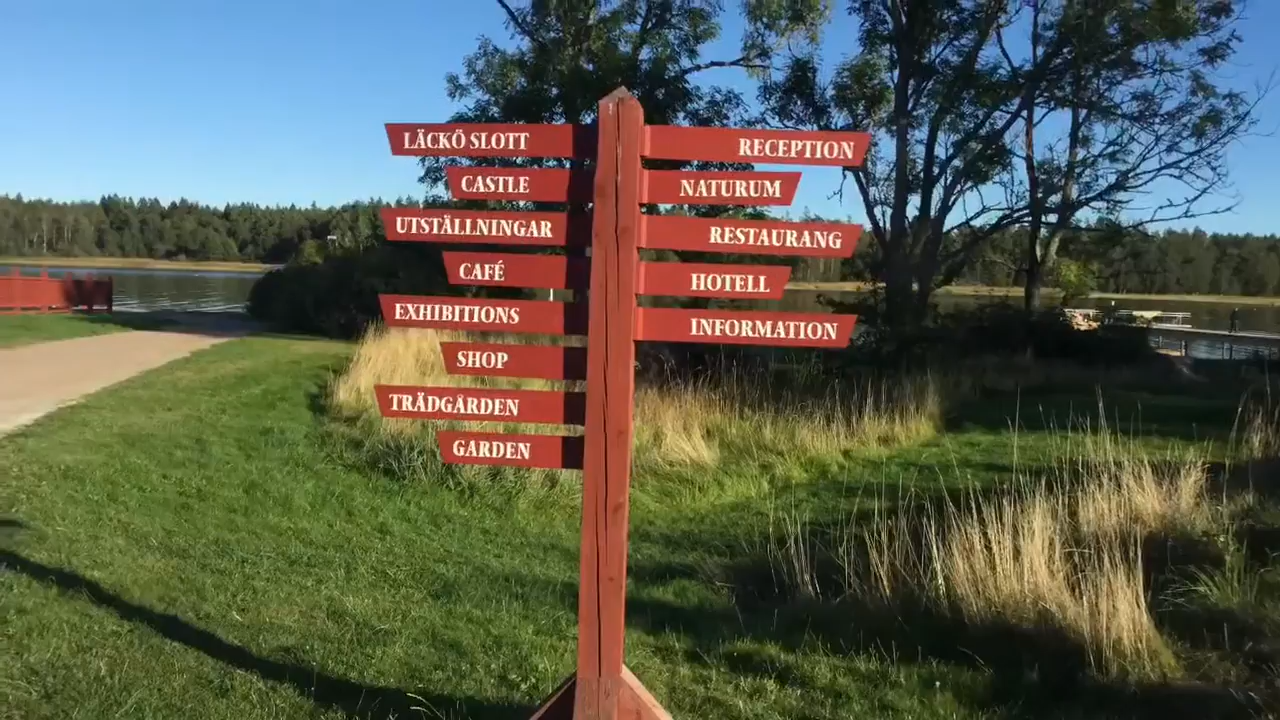 LÄCKÖ SLOTT
CASTLE
UTSTÄLLNINGAR
CAFÉ
EXHIBITIONS
SHOP
TRÄDGÅRDEN
GARDEN
RECEPTION
NATURUM
RESTAURANG
HOTELL
INFORMATION